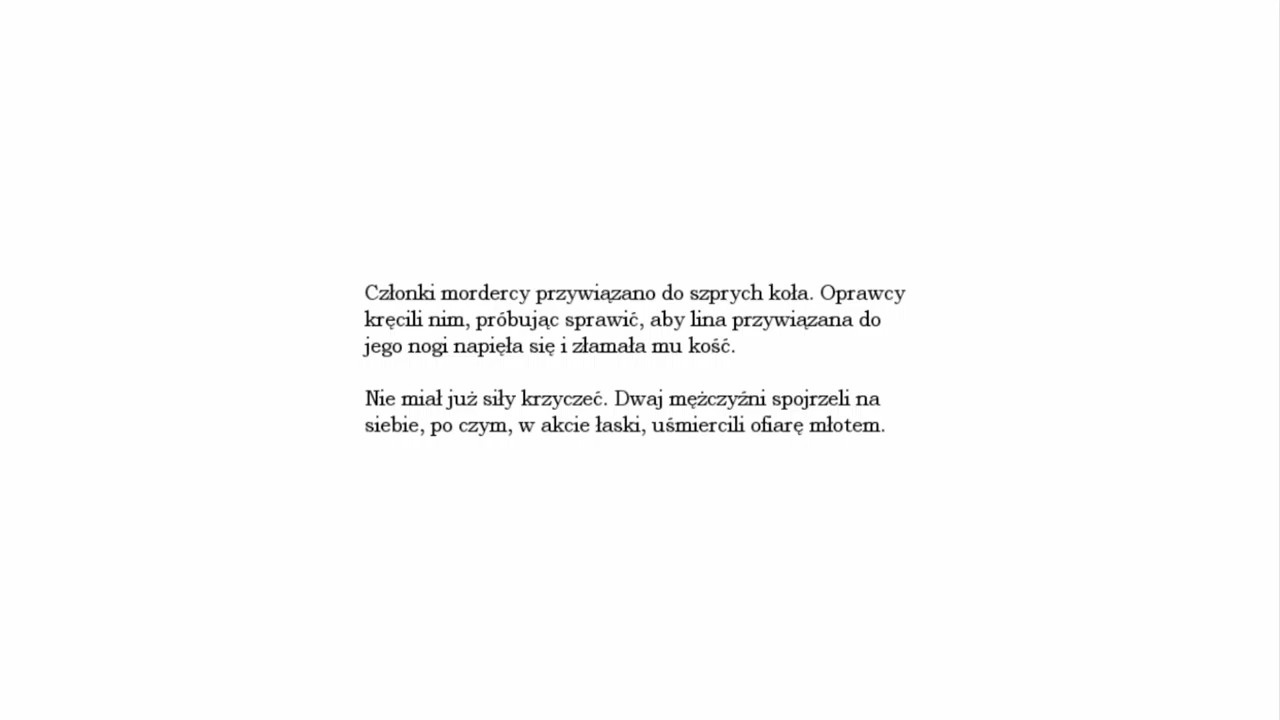 Członki mordercy przywiązano do szprych koła. Oprawcy
kręcili nim, próbując sprawić, aby lina przywiązana do
jego nogi napięła się i złamała mu kość.
Nie miał już siły krzyczeć. Dwaj mężczyźni spojrzeli na
siebie, po czym, w akcie łaski, uśmiercili ofiarę młotem.